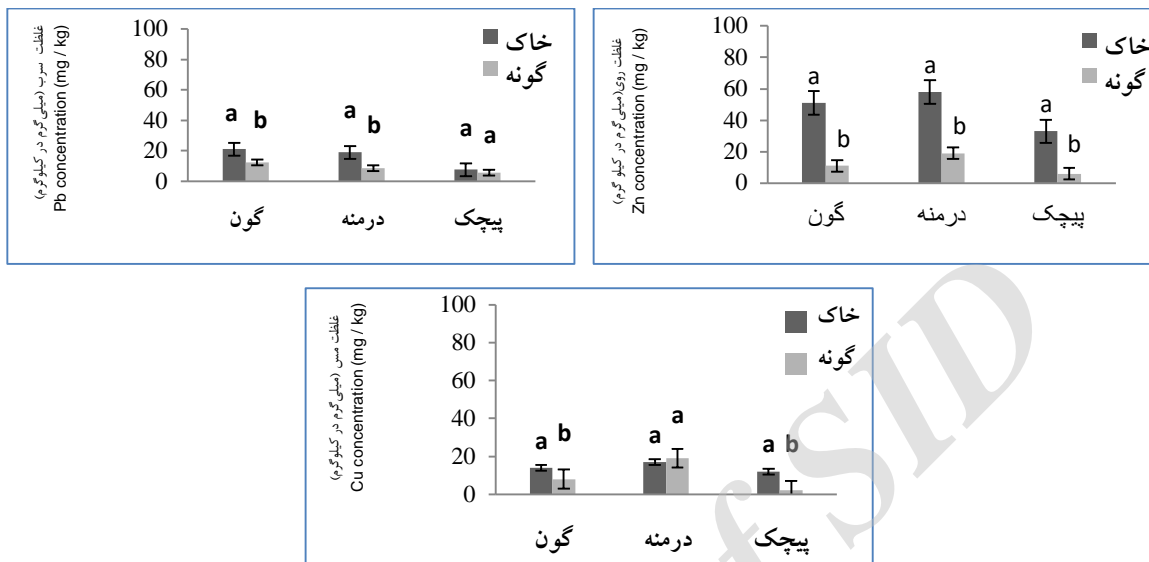 غلظت سرب (میلی‌گرم در کیلوگرم)
Pb concentration (mg / kg)
100
80
60
40
20
0
خاک
گونه
a b
a b
a a
گون درمنه پیچک
غلظت روی(میلی‌گرم در کیلو گرم)
Zn concentration (mg / kg)
100
80
60
40
20
0
خاک
گونه
a b
a b
a b
گون درمنه پیچک
غلظت مس (میلی‌گرم در کیلوگرم)
Cu concentration (mg / kg)
100
80
60
40
20
0
خاک
گونه
a b
a a
a b
گون درمنه پیچک
of SID